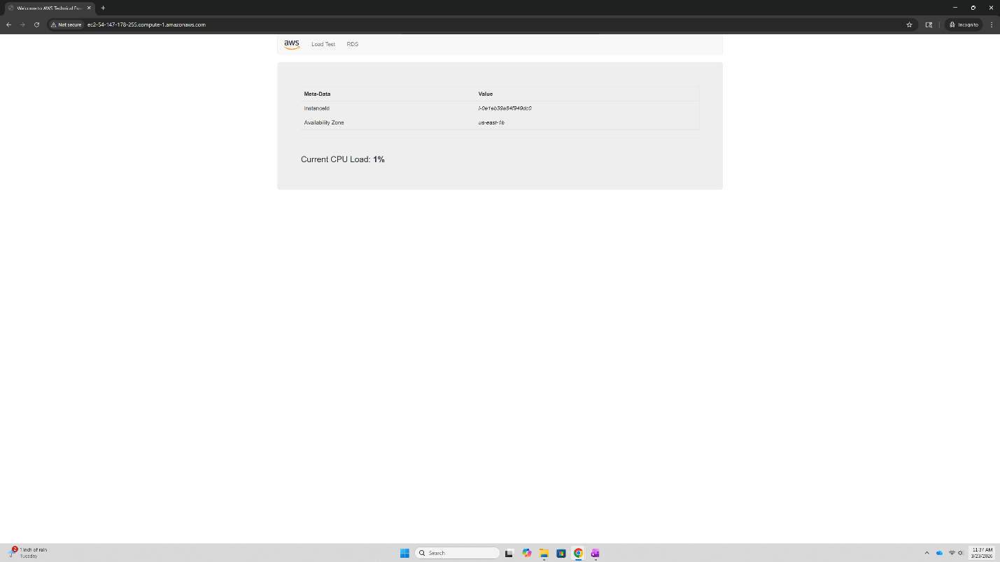 Welcome to AWS Technical Ess
Not secure
ec2-54-147-178-255.compute-1.amazonaws.com
Incognito
aws
Load Test
RDS
Meta-Data Value
InstanceId i-0e1eb39a84f949dc0
Availability Zone us-east-1b
Current CPU Load: 1%
2
1 inch of rain
Tuesday
Search
11:37 AM
3/23/2026